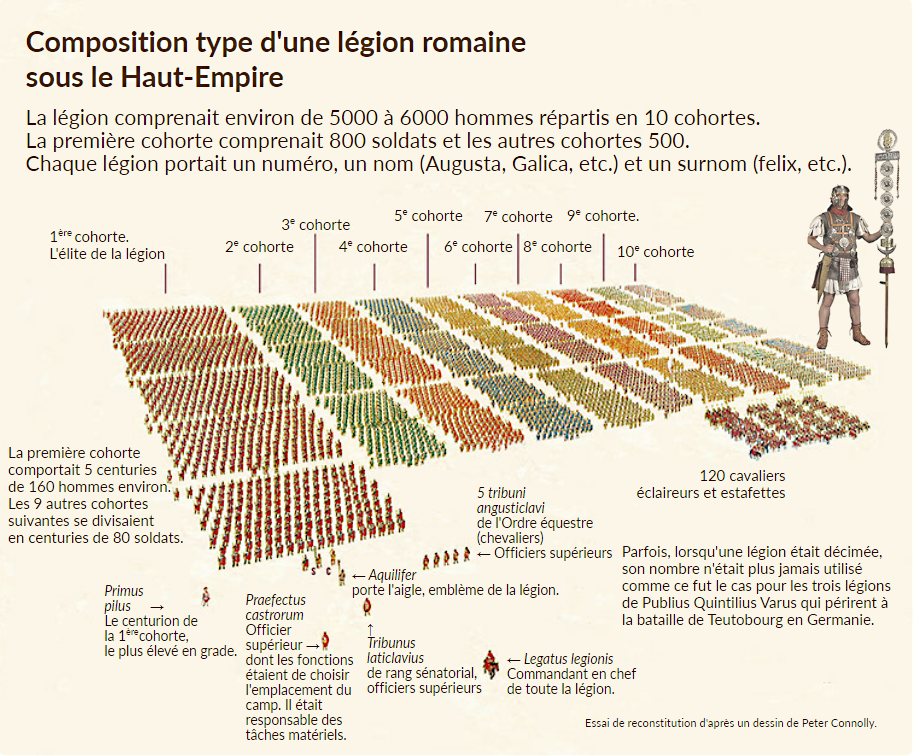 Composition type d'une légion romaine
sous le Haut-Empire
La légion comprenait environ de 5000 à 6000 hommes répartis en 10 cohortes.
La première cohorte comprenait 800 soldats et les autres cohortes 500.
Chaque légion portait un numéro, un nom (Augusta, Galica, etc.) et un surnom (felix, etc.).
1ère cohorte.
L'élite de la légion
2e cohorte
3e cohorte
4e cohorte
5e cohorte
6e cohorte
7e cohorte
8e cohorte
9e cohorte.
10e cohorte
La première cohorte
comportait 5 centuries
de 160 hommes environ.
Les 9 autres cohortes
suivantes se divisaient
en centuries de 80 soldats.
120 cavaliers
éclaireurs et estafettes
5 tribuni
angusticlavi
de l'Ordre équestre
(chevaliers)
← Officiers supérieurs
S C
← Aquilifer
porte l'aigle, emblème de la légion.
Primus
pilus →
Le centurion de
la 1ère cohorte,
le plus élevé en grade.
Praefectus
castrorum
Officier
supérieur →
dont les fonctions
étaient de choisir
l'emplacement du
camp. Il était
responsable des
tâches matériels.
↑
Tribunus
laticlavius
de rang sénatorial,
officiers supérieurs
← Legatus legionis
Commandant en chef
de toute la légion.
Parfois, lorsqu'une légion était décimée,
son nombre n'était plus jamais utilisé
comme ce fut le cas pour les trois légions
de Publius Quintilius Varus qui périrent à
la bataille de Teutobourg en Germanie.
Essai de reconstitution d'après un dessin de Peter Connolly.